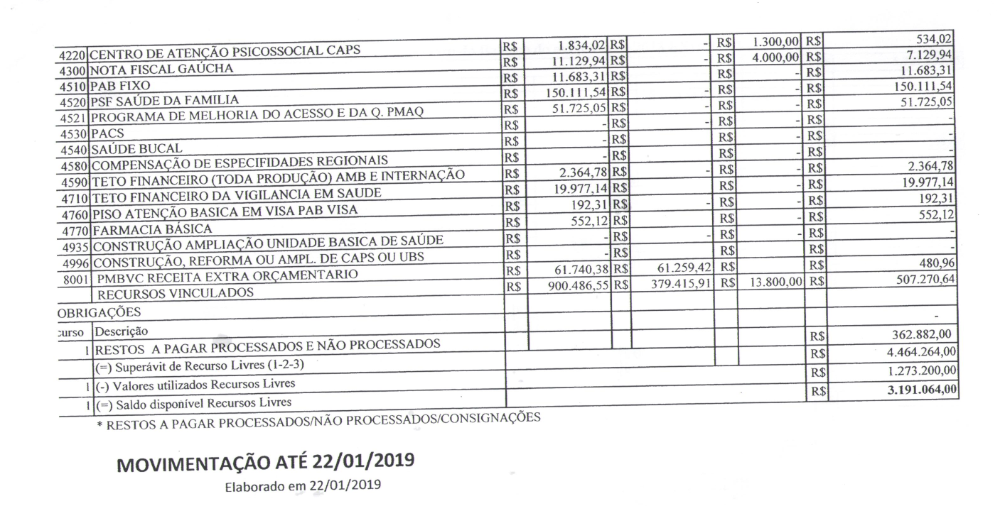 4220 CENTRO DE ATENÇÃO PSICOSSOCIAL CAPS R$ 1.834,02 R$ - R$ 1.300,00 R$ 534,02
4300 NOTA FISCAL GAÚCHA R$ 11.129,94 R$ - R$ 4.000,00 R$ 7.129,94
4510 PAB FIXO R$ 11.683,31 R$ R$ - R$ 11.683,31
4520 PSF SAÚDE DA FAMILIA R$ 150.111,54 R$ - R$ - R$ 150.111,54
4521 PROGRAMA DE MELHORIA DO ACESSO E DA Q. PMAQ R$ 51.725,05 R$ - R$ - R$ 51.725,05
4530 PACS R$ - R$ - R$ - R$ -
4540 SAÚDE BUCAL R$ - R$ - R$ - R$ -
4580 COMPENSAÇÃO DE ESPECIFIDADES REGIONAIS R$ - R$ R$ - R$ -
4590 TETO FINANCEIRO (TODA PRODUÇÃO) AMB E INTERNAÇÃO R$ 2.364,78 R$ - R$ - R$ 2.364,78
4710 TETO FINANCEIRO DA VIGILANCIA EM SAUDE R$ 19.977,14 R$ - R$ - R$ 19.977,14
4760 PISO ATENÇÃO BASICA EM VISA PAB VISA R$ 192,31 R$ - R$ - R$ 192,31
4770 FARMACIA BÁSICA R$ 552,12 R$ R$ - R$ 552,12
4935 CONSTRUÇÃO AMPLIAÇÃO UNIDADE BASICA DE SAÚDE R$ - R$ - R$ - R$ -
4996 CONSTRUÇÃO, REFORMA OU AMPL. DE CAPS OU UBS R$ - R$ - R$ R$ -
8001 PMBVC RECEITA EXTRA ORÇAMENTARIO R$ 61.740,38 R$ 61.259,42 R$ R$ 480,96
RECURSOS VINCULADOS R$ 900.486,55 R$ 379.415,91 R$ 13.800,00 R$ 507.270,64
OBRIGAÇÕES
curso Descrição -
1 RESTOS A PAGAR PROCESSADOS E NÃO PROCESSADOS R$ 362.882,00
(=) Superávit de Recurso Livres (1-2-3) R$ 4.464.264,00
1 (-) Valores utilizados Recursos Livres R$ 1.273.200,00
1 (=) Saldo disponível Recursos Livres R$ 3.191.064,00
* RESTOS A PAGAR PROCESSADOS/NÃO PROCESSADOS/CONSIGNAÇÕES
MOVIMENTAÇÃO ATÉ 22/01/2019
Elaborado em 22/01/2019